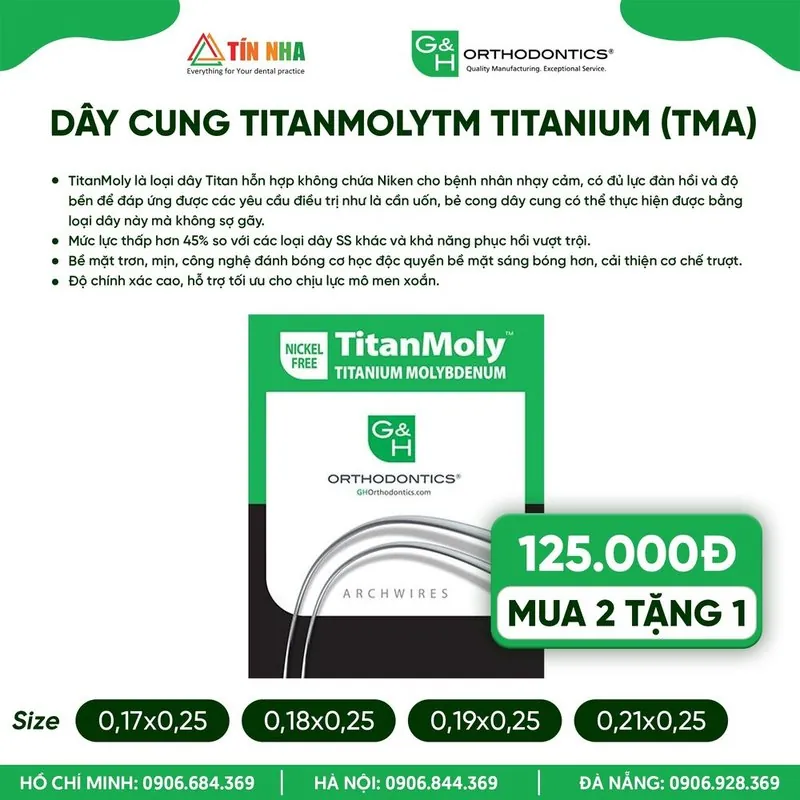 TÍN NHA
Everything for Your dental practice
G&H
ORTHODONTICS®
Quality Manufacturing. Exceptional Service.
DÂY CUNG TITANMOLYTM TITANIUM (TMA)
• TitanMoly là loại dây Titan hỗn hợp không chứa Niken cho bệnh nhân nhạy cảm, có đủ lực đàn hồi và độ
bền để đáp ứng được các yêu cầu điều trị như là cần uốn, bẻ cong dây cung có thể thực hiện được bằng
loại dây này mà không sợ gãy.
• Mức lực thấp hơn 45% so với các loại dây SS khác và khả năng phục hồi vượt trội.
• Bề mặt trơn, mịn, công nghệ đánh bóng cơ học độc quyền bề mặt sáng bóng hơn, cải thiện cơ chế trượt.
• Độ chính xác cao, hỗ trợ tối ưu cho chịu lực mô men xoắn.
NICKEL
FREE
TitanMoly™
TITANIUM MOLYBDENUM
G&H
ORTHODONTICS®
GHOrthodontics.com
ARCHWIRES
125.000Đ
MUA 2 TẶNG 1
Size 0,17x0,25 0,18x0,25 0,19x0,25 0,21x0,25
HỒ CHÍ MINH: 0906.684.369 | HÀ NỘI: 0906.844.369 | ĐÀ NẴNG: 0906.928.369